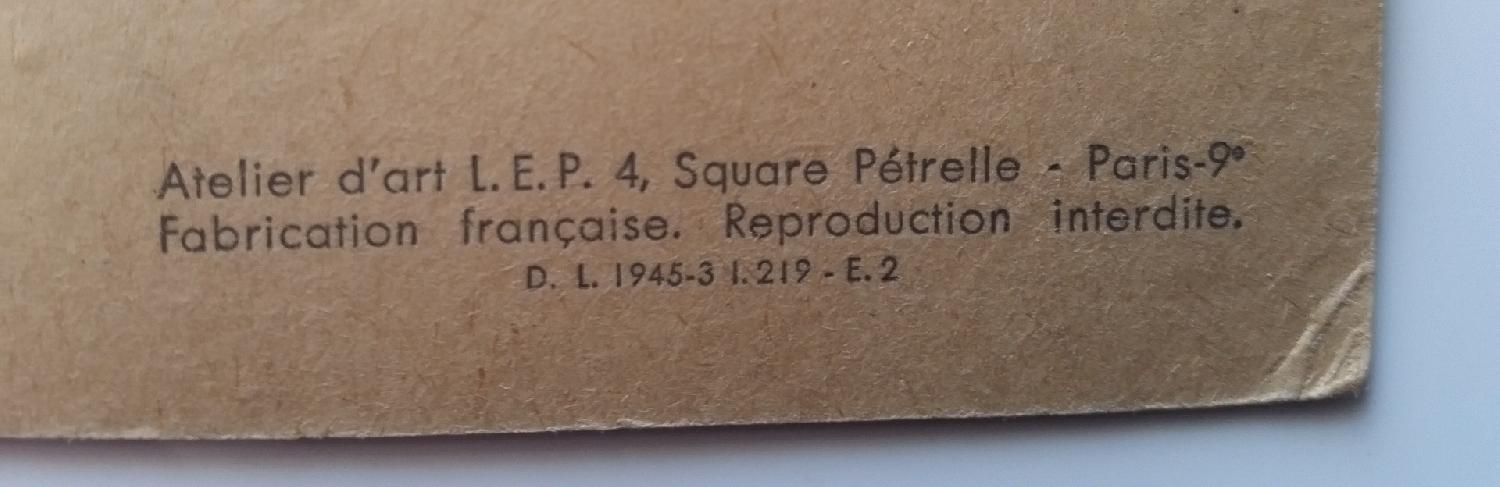 Atelier d'art L. E. P. 4, Square Pétrelle - Paris-9e
Fabrication française. Reproduction interdite.
D. L. 1945-3 I. 219 - E. 2